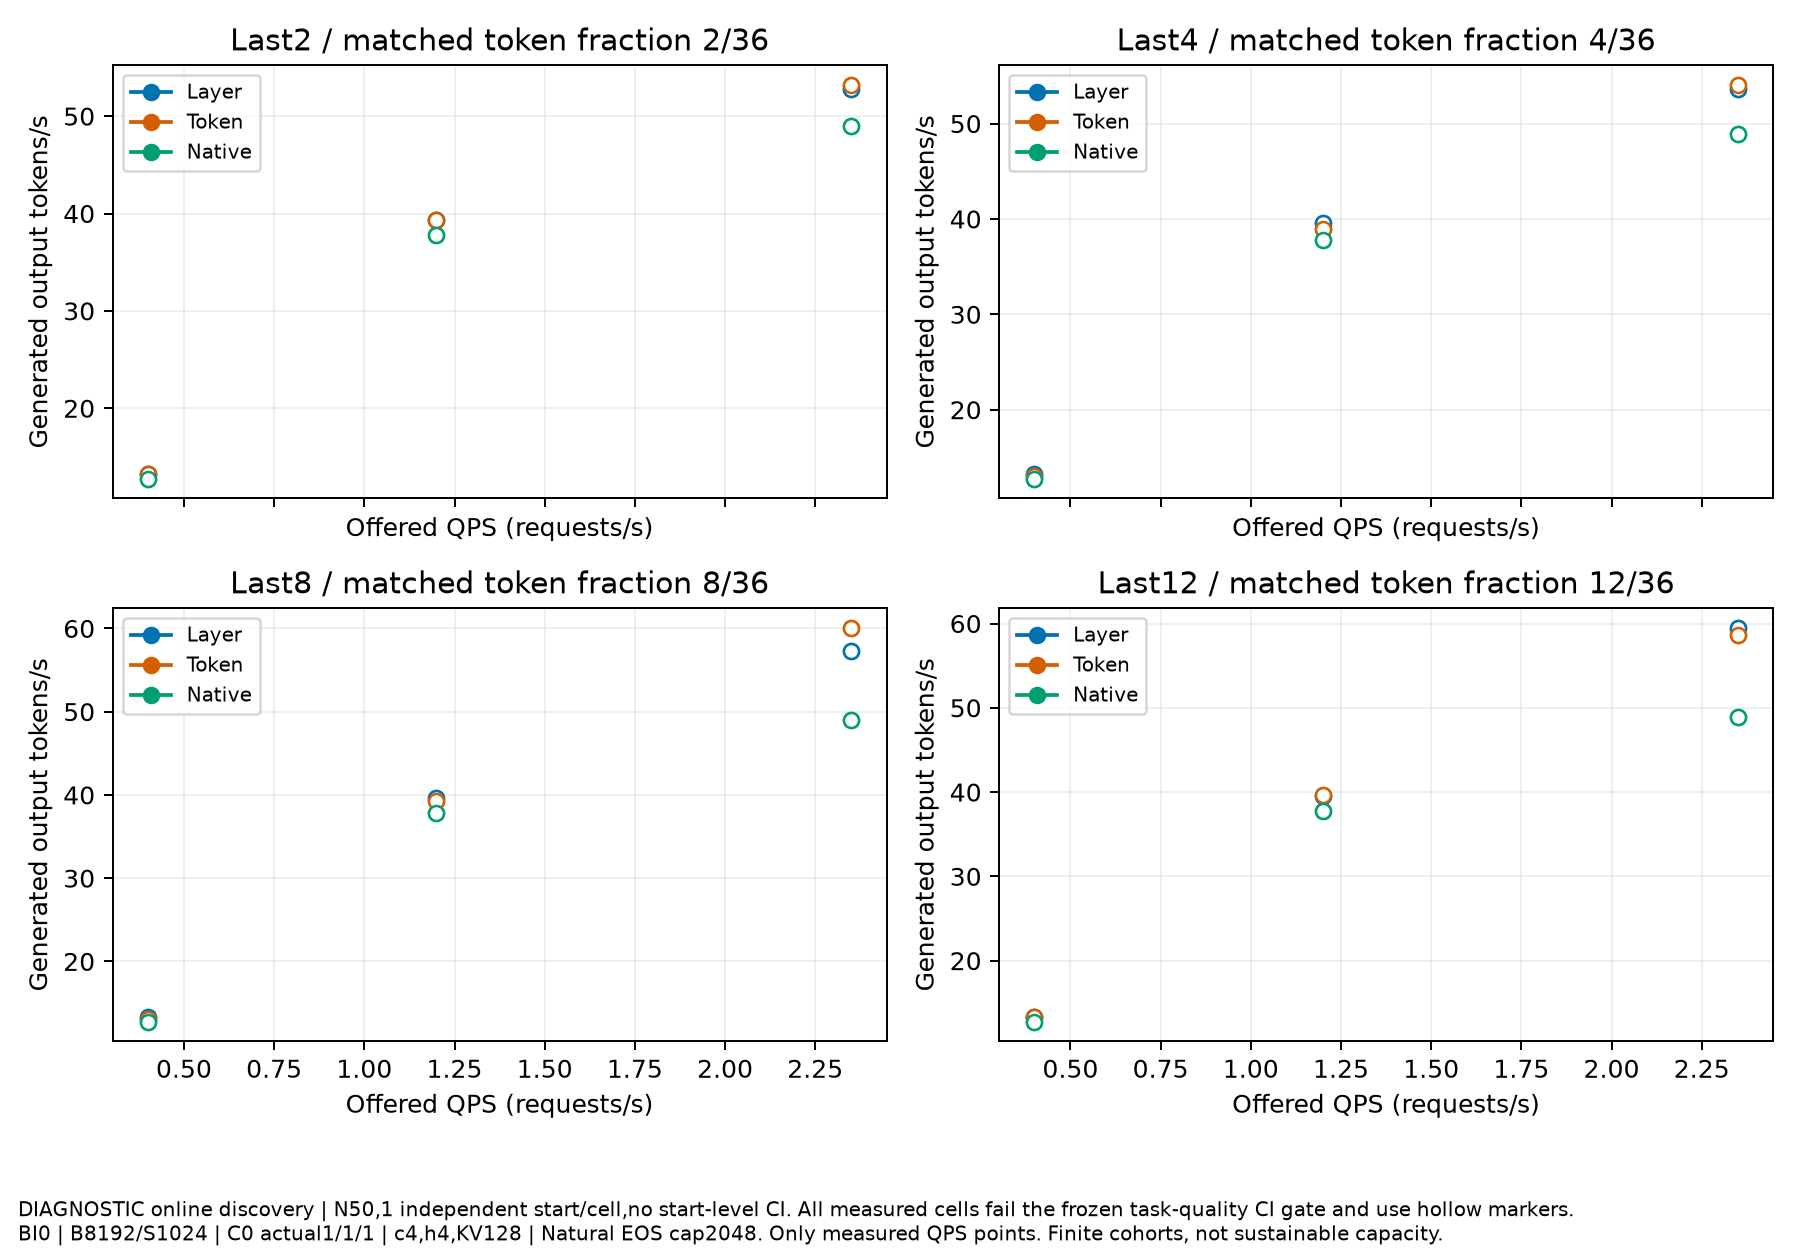 Last2 / matched token fraction 2/36
Last4 / matched token fraction 4/36
Generated output tokens/s
50
40
30
20
Layer
Token
Native
Offered QPS (requests/s)
Generated output tokens/s
50
40
30
20
Layer
Token
Native
Offered QPS (requests/s)
Last8 / matched token fraction 8/36
Last12 / matched token fraction 12/36
Generated output tokens/s
60
50
40
30
20
Layer
Token
Native
0.50 0.75 1.00 1.25 1.50 1.75 2.00 2.25
Offered QPS (requests/s)
Generated output tokens/s
60
50
40
30
20
Layer
Token
Native
0.50 0.75 1.00 1.25 1.50 1.75 2.00 2.25
Offered QPS (requests/s)
DIAGNOSTIC online discovery | N50,1 independent start/cell,no start-level CI. All measured cells fail the frozen task-quality CI gate and use hollow markers.
BI0 | B8192/S1024 | C0 actual1/1/1 | c4,h4,KV128 | Natural EOS cap2048. Only measured QPS points. Finite cohorts, not sustainable capacity.